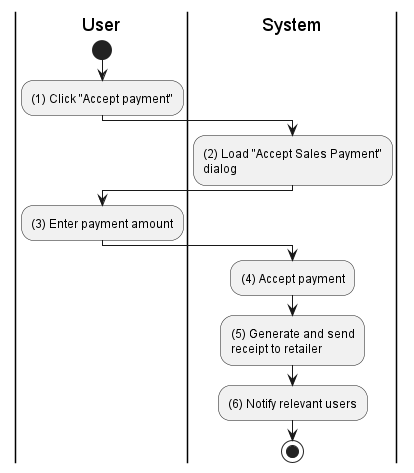 User
System
(1) Click "Accept payment"
(2) Load "Accept Sales Payment"
dialog
(3) Enter payment amount
(4) Accept payment
(5) Generate and send
receipt to retailer
(6) Notify relevant users